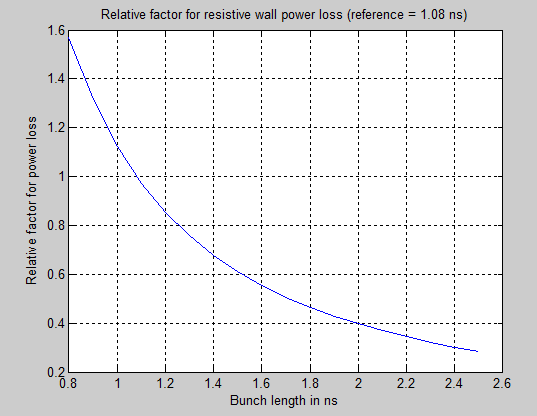 Relative factor for resistive wall power loss (reference = 1.08 ns)
Relative factor for power loss
1.6
1.4
1.2
1
0.8
0.6
0.4
0.2
0.8 1 1.2 1.4 1.6 1.8 2 2.2 2.4 2.6
Bunch length in ns